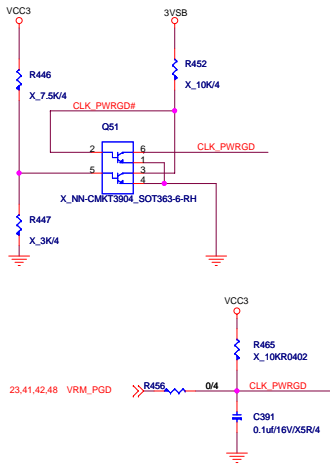 VCC3
3VSB
R446
X_7.5K/4
R452
X_10K/4
CLK_PWRGD#
Q51
2
6
CLK_PWRGD
1
5
3
4
X_NN-CMKT3904_SOT363-6-RH
R447
X_3K/4
VCC3
R465
X_10KR0402
23,41,42,48 VRM_PGD
R456
0/4
CLK_PWRGD
C391
0.1uf/16V/X5R/4